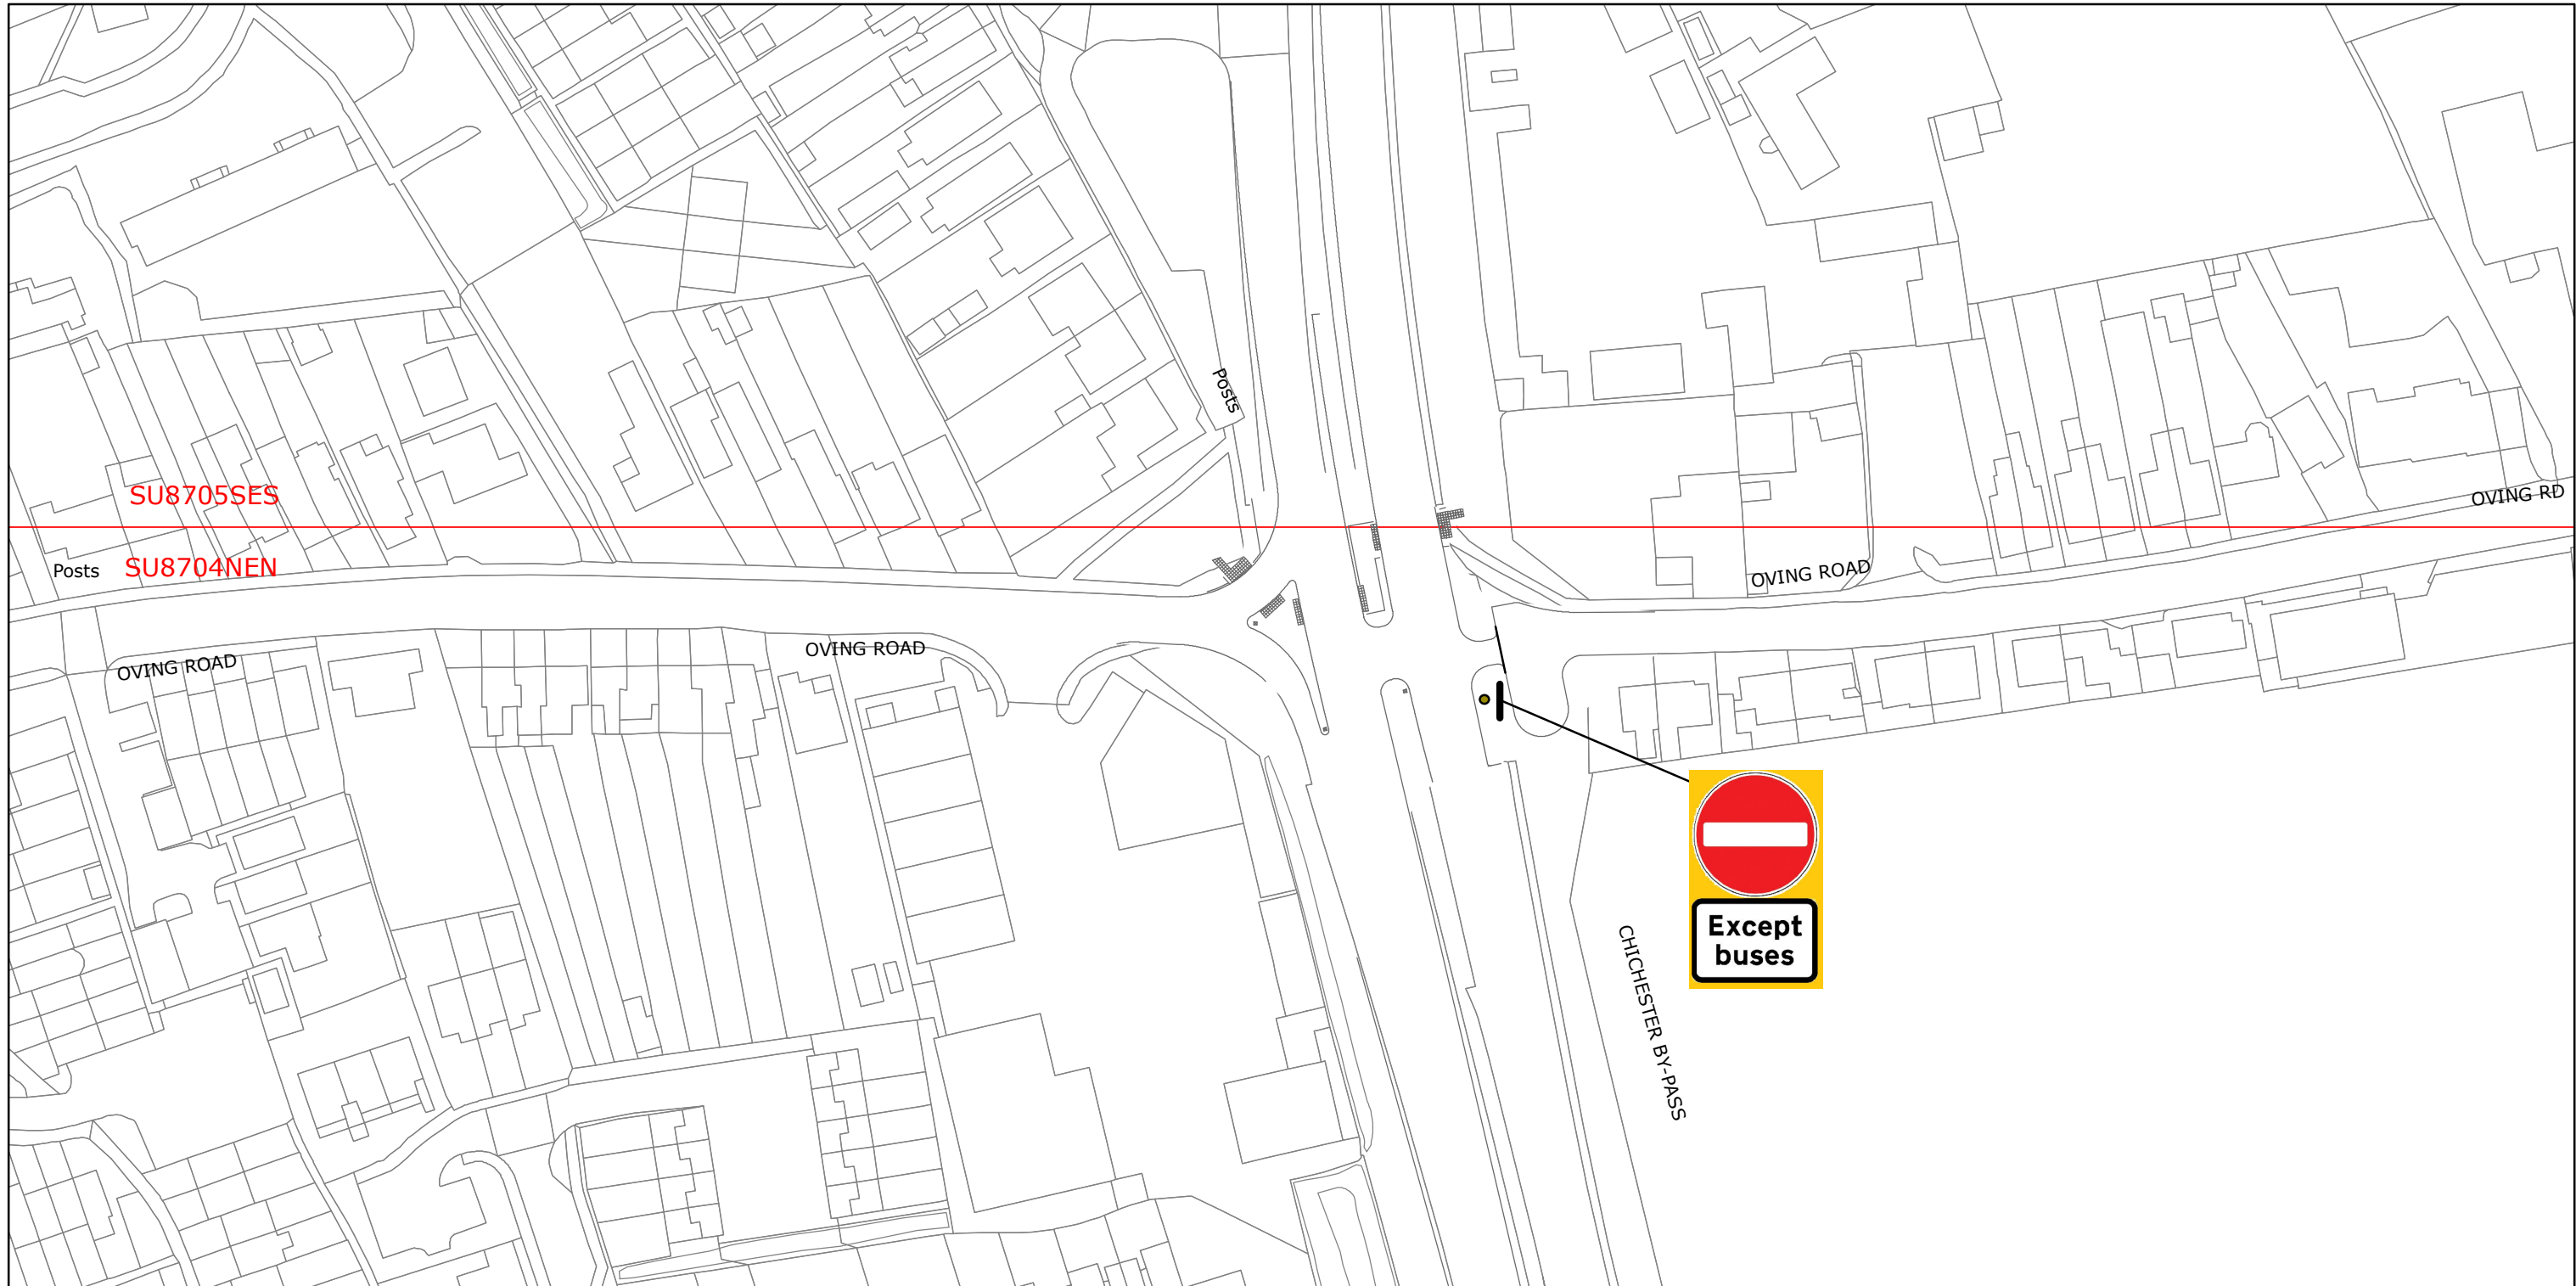 Posts
SU8705SES
OVING RD
Posts
SU8704NEN
OVING ROAD
OVING ROAD
OVING ROAD
CHICHESTER BY-PASS
Except
buses